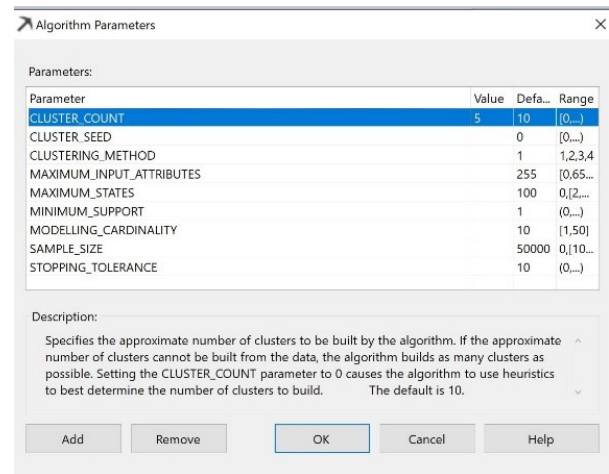 Algorithm Parameters
Parameters:
Parameter Value Defa... Range
CLUSTER_COUNT 5 10 [0,...)
CLUSTER_SEED 0 [0,...)
CLUSTERING_METHOD 1 1,2,3,4
MAXIMUM_INPUT_ATTRIBUTES 255 [0,65...
MAXIMUM_STATES 100 0,[2,...
MINIMUM_SUPPORT 1 (0,...)
MODELLING_CARDINALITY 10 [1,50]
SAMPLE_SIZE 50000 0,[10...
STOPPING_TOLERANCE 10 (0,...)
Description:
Specifies the approximate number of clusters to be built by the algorithm. If the approximate
number of clusters cannot be built from the data, the algorithm builds as many clusters as
possible. Setting the CLUSTER_COUNT parameter to 0 causes the algorithm to use heuristics
to best determine the number of clusters to build. The default is 10.
Add Remove OK Cancel Help